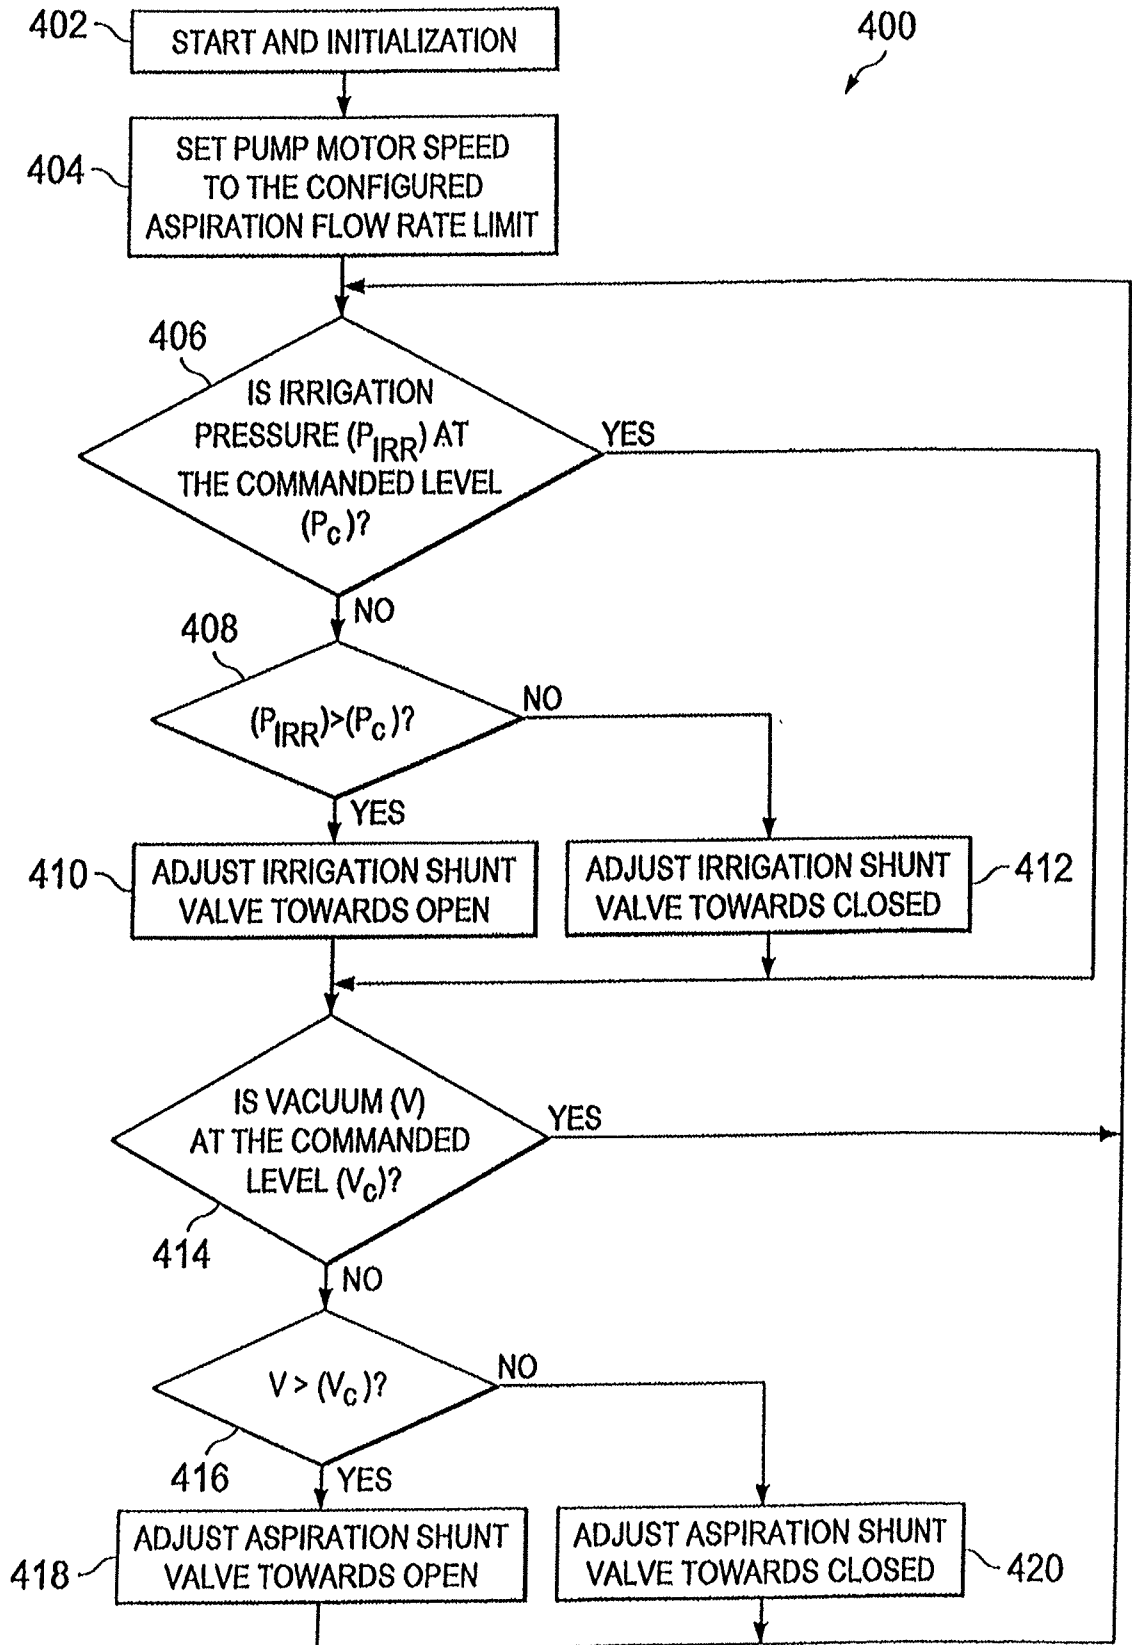 402
START AND INITIALIZATION
400
404
SET PUMP MOTOR SPEED
TO THE CONFIGURED
ASPIRATION FLOW RATE LIMIT
406
IS IRRIGATION
PRESSURE (PIRR) AT
THE COMMANDED LEVEL
(Pc)?
YES
NO
408
(PIRR)>(Pc)?
NO
YES
410
ADJUST IRRIGATION SHUNT
VALVE TOWARDS OPEN
ADJUST IRRIGATION SHUNT
VALVE TOWARDS CLOSED
412
IS VACUUM (V)
AT THE COMMANDED
LEVEL (Vc)?
YES
414
NO
V > (Vc)?
NO
416
YES
418
ADJUST ASPIRATION SHUNT
VALVE TOWARDS OPEN
ADJUST ASPIRATION SHUNT
VALVE TOWARDS CLOSED
420